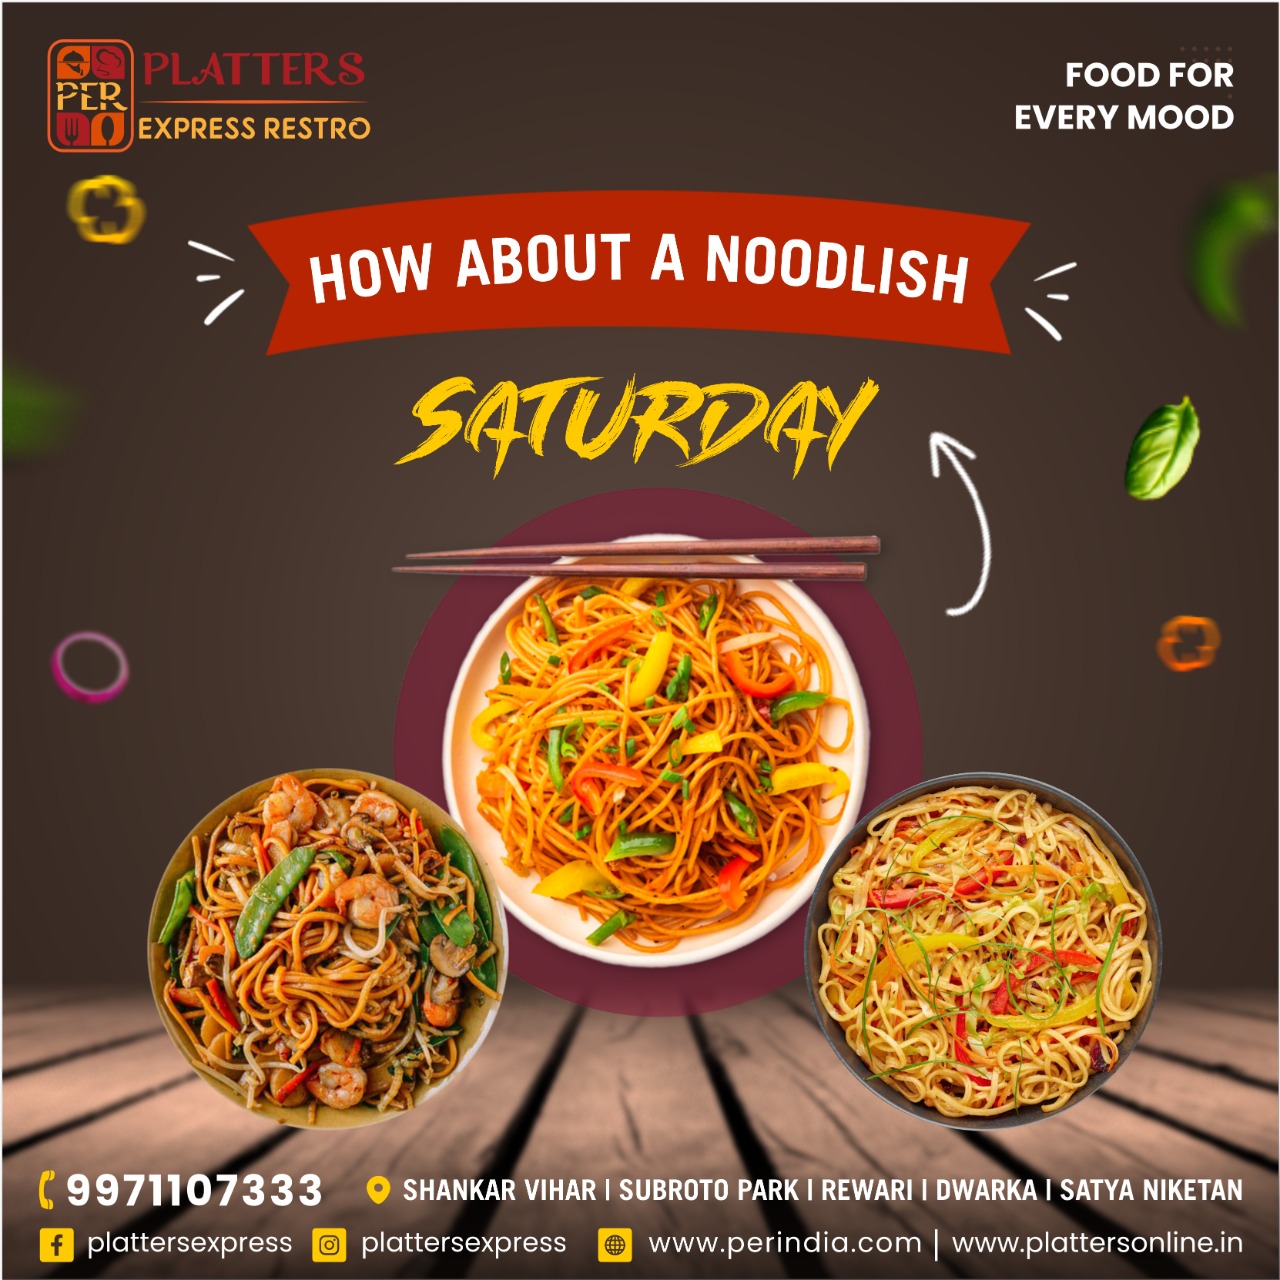 PER
PLATTERS
EXPRESS RESTRO
FOOD FOR
EVERY MOOD
HOW ABOUT A NOODLISH
SATURDAY
9971107333
SHANKAR VIHAR | SUBROTO PARK | REWARI | DWARKA | SATYA NIKETAN
plattersexpress plattersexpress www.perindia.com | www.plattersonline.in